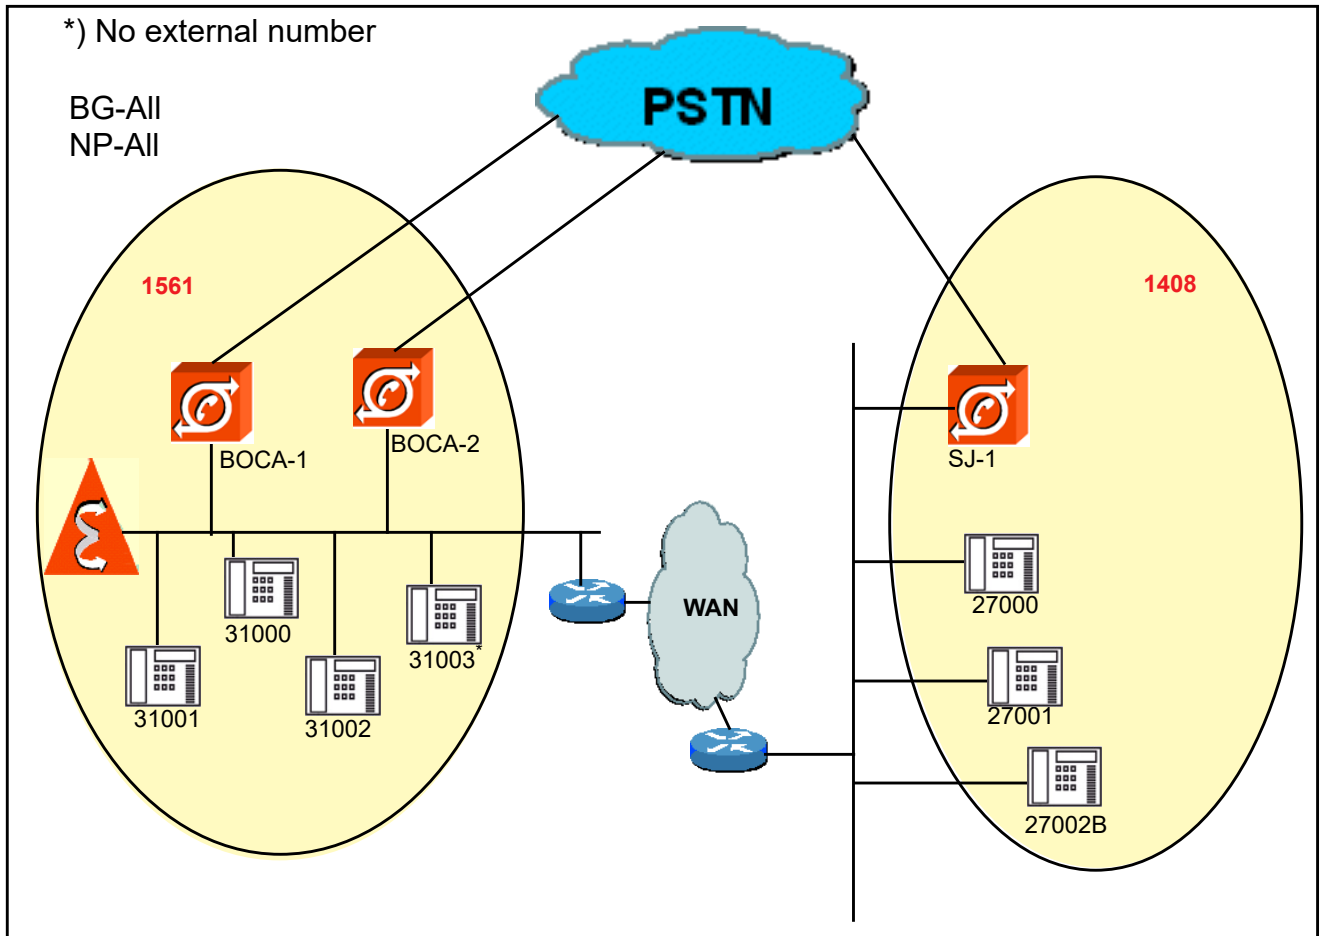 *) No external number
BG-All
NP-All
PSTN
1561
1408
BOCA-1
BOCA-2
SJ-1
31000
31001
31002
31003*
WAN
27000
27001
27002B